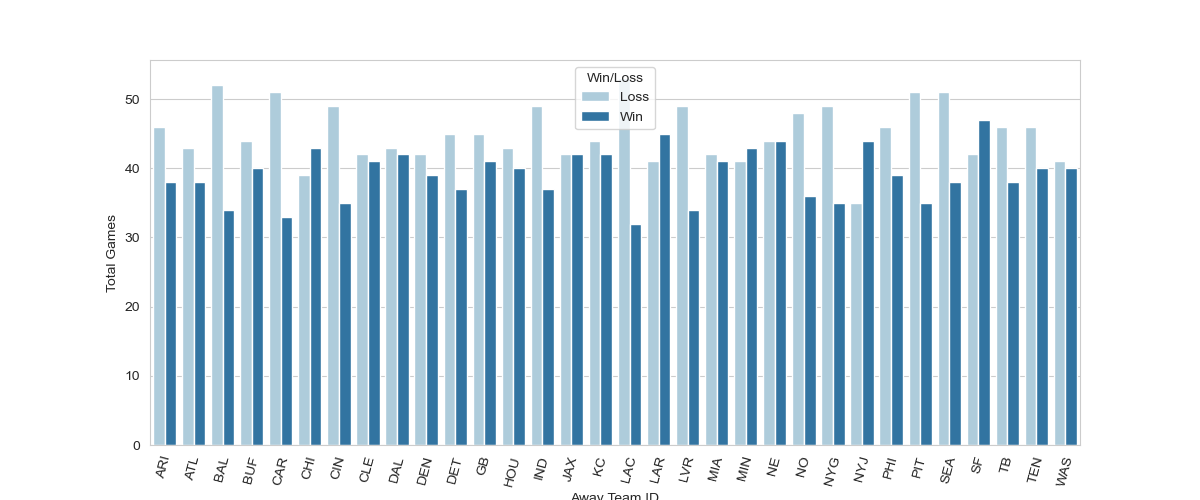 Win/Loss
Loss
Win
Total Games
50
40
30
20
10
0
ARI ATL BAL BUF CAR CHI CIN CLE DAL DEN DET GB HOU IND JAX KC LAC LAR LVR MIA MIN NE NO NYG NYJ PHI PIT SEA SF TB TEN WAS
Away Team ID